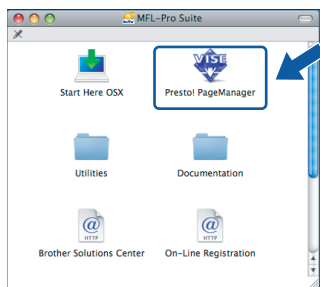 MFL-Pro Suite
VISE
Start Here OSX
Presto! PageManager
Utilities
Documentation
@
HTTP
@
HTTP
Brother Solutions Center
On-Line Registration